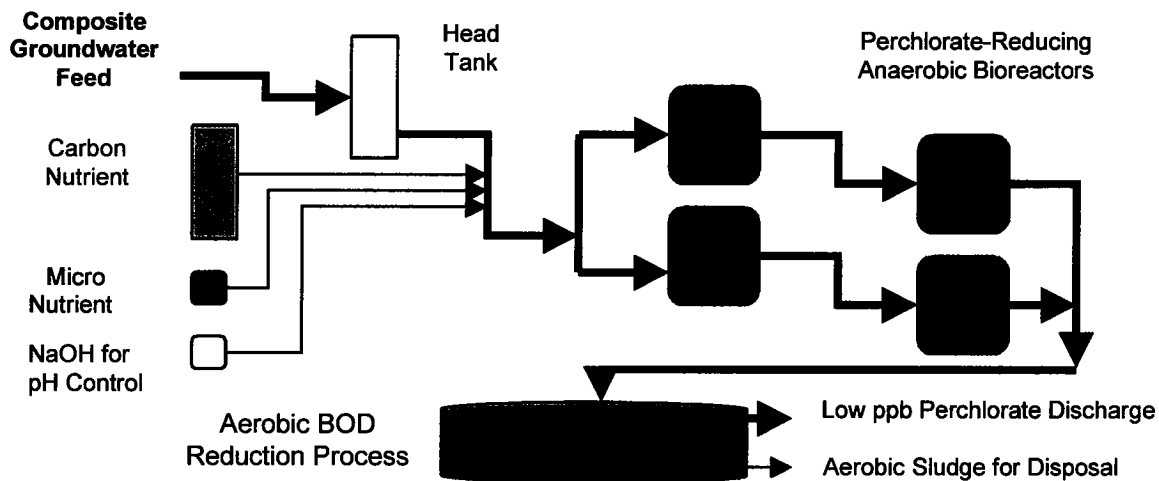 Composite
Groundwater
Feed
Head
Tank
Perchlorate-Reducing
Anaerobic Bioreactors
Carbon
Nutrient
Micro
Nutrient
NaOH for
pH Control
Aerobic BOD
Reduction Process
Low ppb Perchlorate Discharge
Aerobic Sludge for Disposal